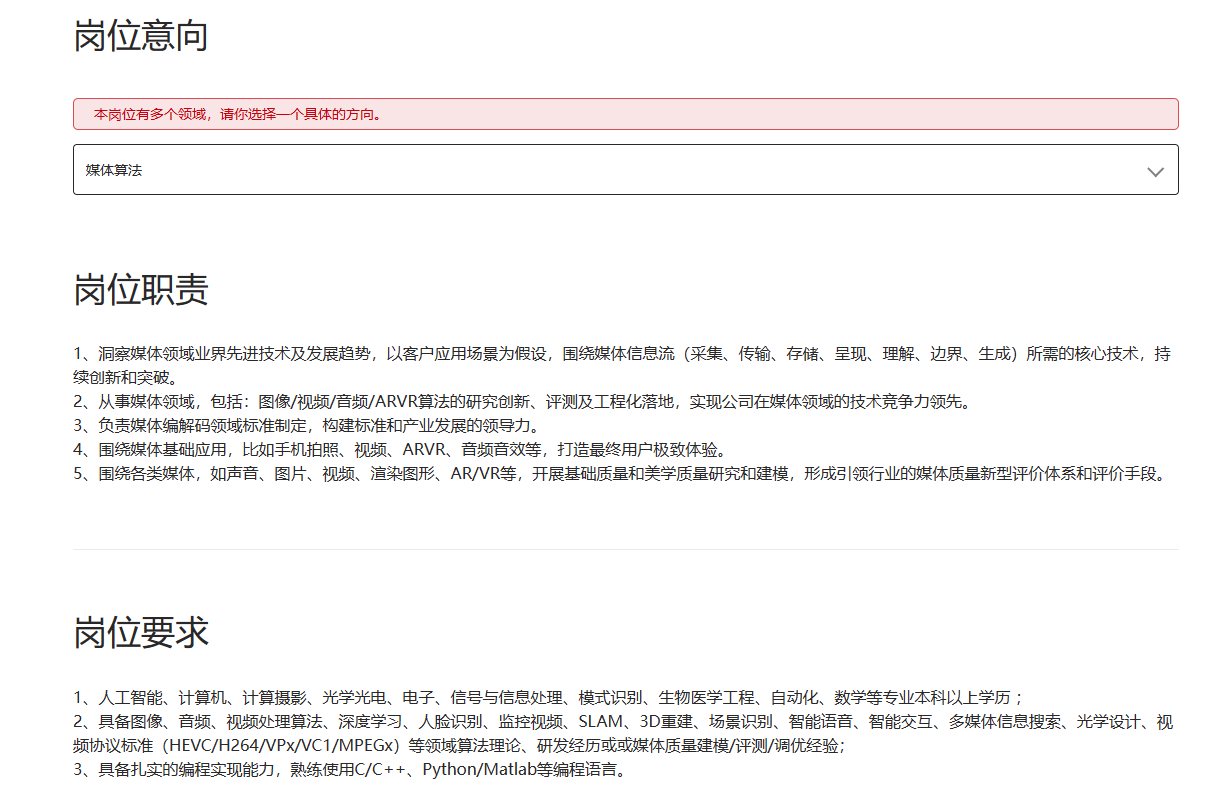 岗位意向
本岗位有多个领域，请你选择一个具体的方向。
媒体算法
岗位职责
1、洞察媒体领域业界先进技术及发展趋势，以客户应用场景为假设，围绕媒体信息流（采集、传输、存储、呈现、理解、边界、生成）所需的核心技术，持
续创新和突破。
2、从事媒体领域，包括：图像/视频/音频/ARVR算法的研究创新、评测及工程化落地，实现公司在媒体领域的技术竞争力领先。
3、负责媒体编解码领域标准制定，构建标准和产业发展的领导力。
4、围绕媒体基础应用，比如手机拍照、视频、ARVR、音频音效等，打造最终用户极致体验。
5、围绕各类媒体，如声音、图片、视频、渲染图形、AR/VR等，开展基础质量和美学质量研究和建模，形成引领行业的媒体质量新型评价体系和评价手段。
岗位要求
1、人工智能、计算机、计算摄影、光学光电、电子、信号与信息处理、模式识别、生物医学工程、自动化、数学等专业本科以上学历；
2、具备图像、音频、视频处理算法、深度学习、人脸识别、监控视频、SLAM、3D重建、场景识别、智能语音、智能交互、多媒体信息搜索、光学设计、视
频协议标准（HEVC/H264/VPx/VC1/MPEGx）等领域算法理论、研发经历或或媒体质量建模/评测/调优经验；
3、具备扎实的编程实现能力，熟练使用C/C++、Python/Matlab等编程语言。